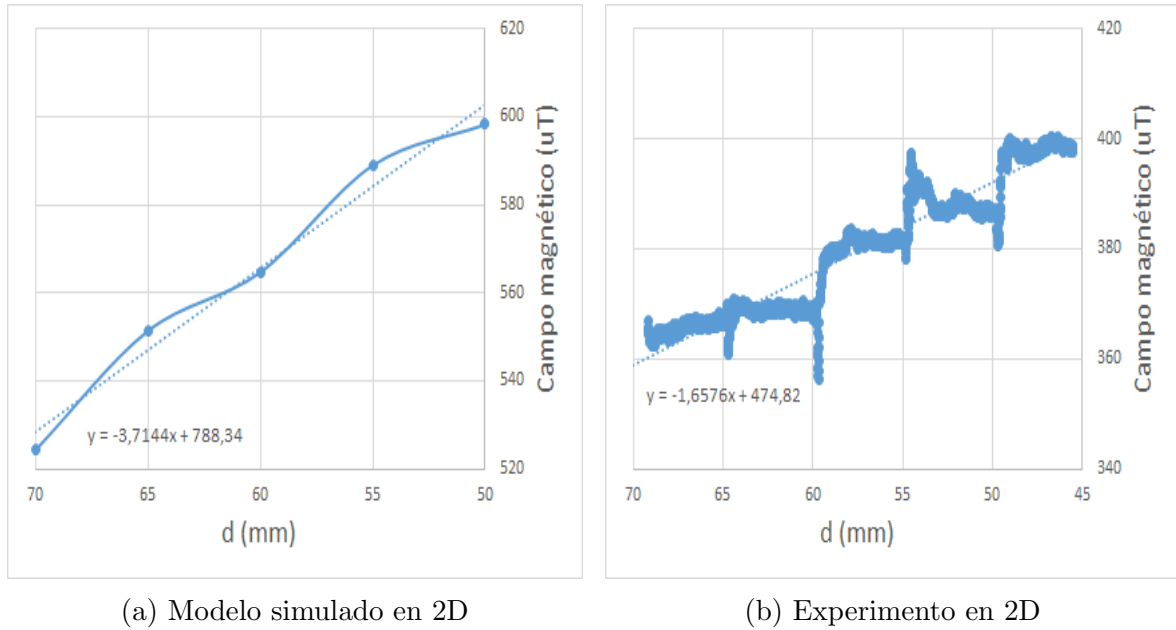 620
600
580
560
540
520
Campo magnético (uT)
y = -3,7144x + 788,34
70
65
60
55
50
d (mm)
(a) Modelo simulado en 2D
420
400
380
360
340
Campo magnético (uT)
y = -1,6576x + 474,82
70
65
60
55
50
45
d (mm)
(b) Experimento en 2D